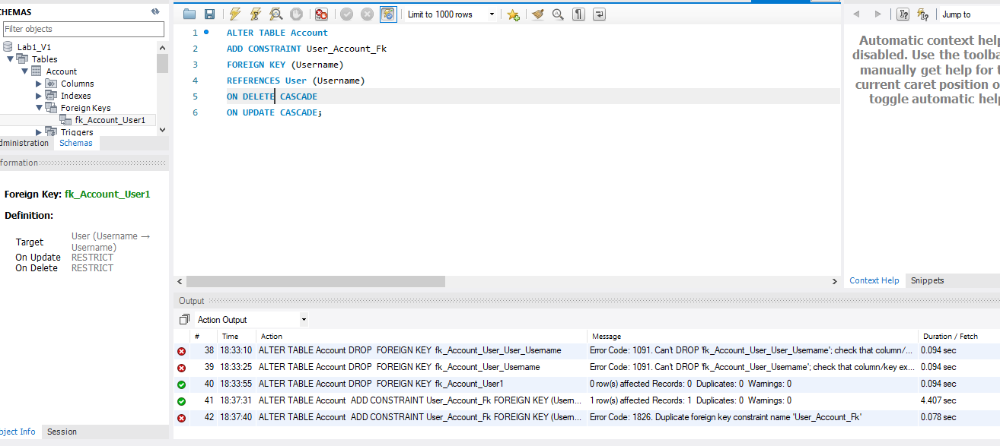 CHEMAS
Filter objects
Lab1_V1
Tables
Account
Columns
Indexes
Foreign Keys
fk_Account_User1
Triggers
dministration Schemas
formation
Foreign Key: fk_Account_User1
Definition:
Target User (Username →
Username)
On Update RESTRICT
On Delete RESTRICT
bject Info Session
Limit to 1000 rows
1 ALTER TABLE Account
2 ADD CONSTRAINT User_Account_Fk
3 FOREIGN KEY (Username)
4 REFERENCES User (Username)
5 ON DELETE CASCADE
6 ON UPDATE CASCADE;
Jump to
Automatic context help
disabled. Use the toolba
manually get help for t
current caret position o
toggle automatic help
Context Help Snippets
Output
Action Output
# Time Action Message Duration / Fetch
38 18:33:10 ALTER TABLE Account DROP FOREIGN KEY fk_Account_User_User_Username Error Code: 1091. Can't DROP 'fk_Account_User_User_Username'; check that column/... 0.094 sec
39 18:33:25 ALTER TABLE Account DROP FOREIGN KEY fk_Account_User_Username Error Code: 1091. Can't DROP 'fk_Account_User_Username'; check that column/key ex... 0.094 sec
40 18:33:55 ALTER TABLE Account DROP FOREIGN KEY fk_Account_User1 0 row(s) affected Records: 0 Duplicates: 0 Warnings: 0 0.094 sec
41 18:37:31 ALTER TABLE Account ADD CONSTRAINT User_Account_Fk FOREIGN KEY (Usern... 1 row(s) affected Records: 1 Duplicates: 0 Warnings: 0 4.407 sec
42 18:37:40 ALTER TABLE Account ADD CONSTRAINT User_Account_Fk FOREIGN KEY (Usern... Error Code: 1826. Duplicate foreign key constraint name 'User_Account_Fk' 0.078 sec